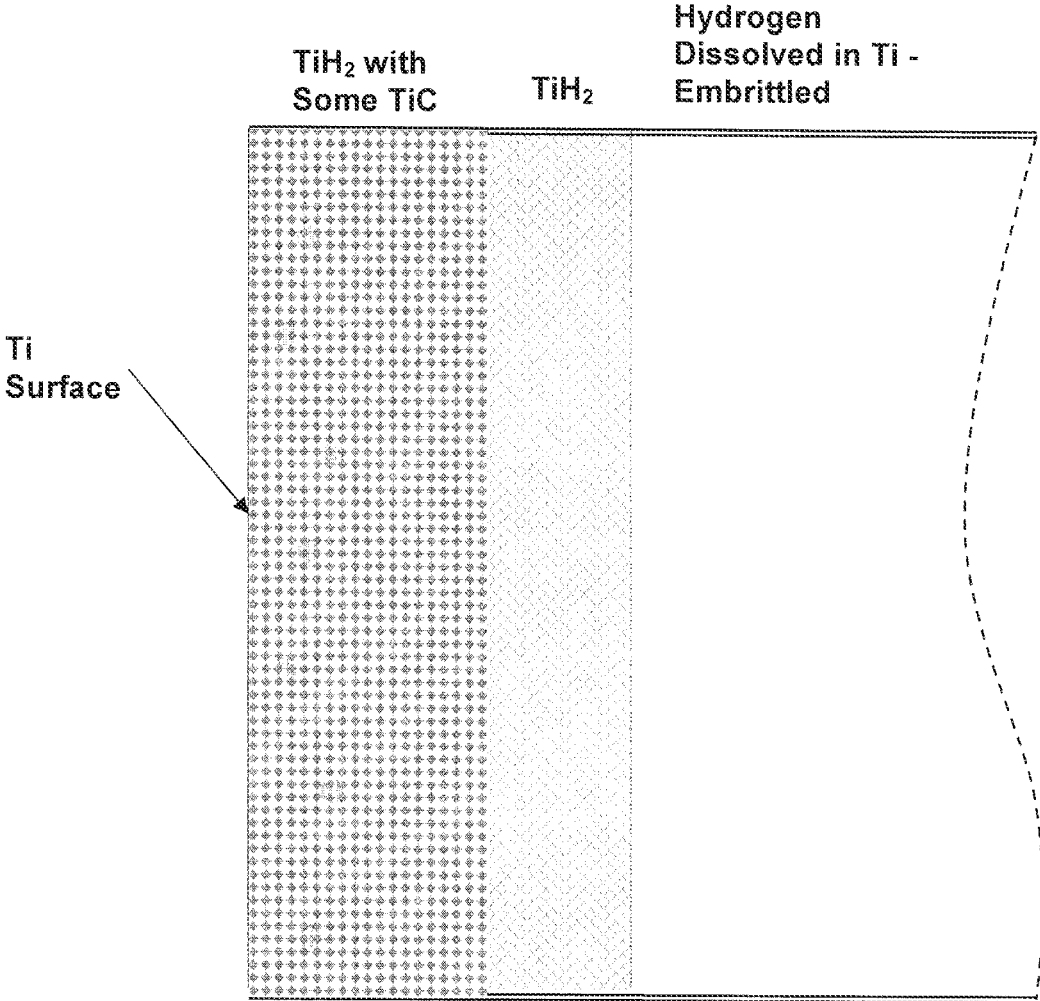 TiH₂ with
Some TiC
TiH₂
Hydrogen
Dissolved in Ti -
Embrittled
Ti
Surface